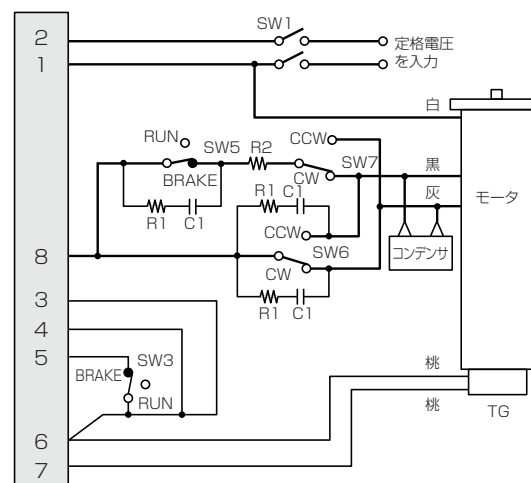 SW1
2
1
定格電圧
を入力
白
RUN
SW5
R2
CCW
SW7
BRAKE
CW
黒
R1
C1
R1
C1
灰
モータ
CCW
コンデンサ
8
SW6
CW
R1
C1
3
4
5
SW3
BRAKE
RUN
桃
桃
TG
6
7